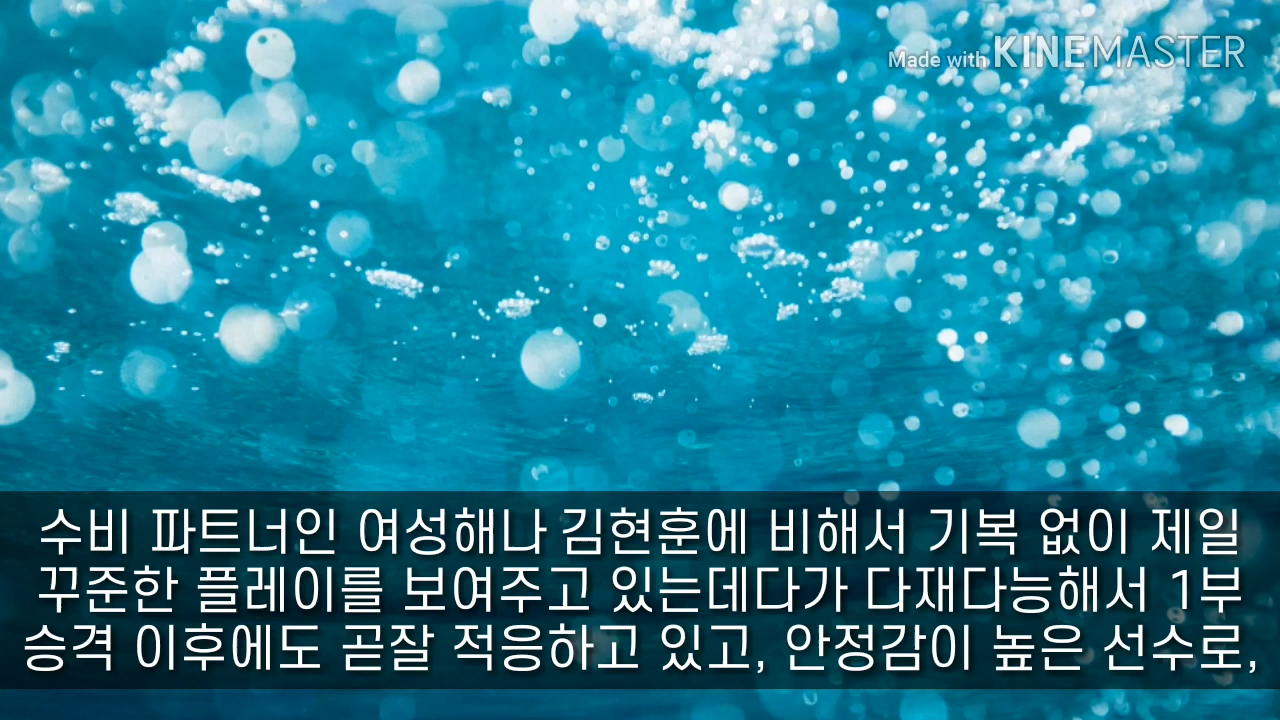 Made with KINEMASTER
수비 파트너인 여성해나 김현훈에 비해서 기복 없이 제일
꾸준한 플레이를 보여주고 있는데다가 다재다능해서 1부
승격 이후에도 곧잘 적응하고 있고, 안정감이 높은 선수로,